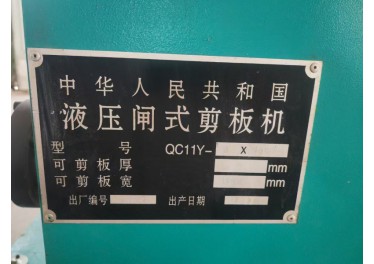 中华人民共和国
液压闸式剪板机
型 号 QC11Y- X
可剪板厚 mm
可剪板宽 mm
出厂编号 出产日期